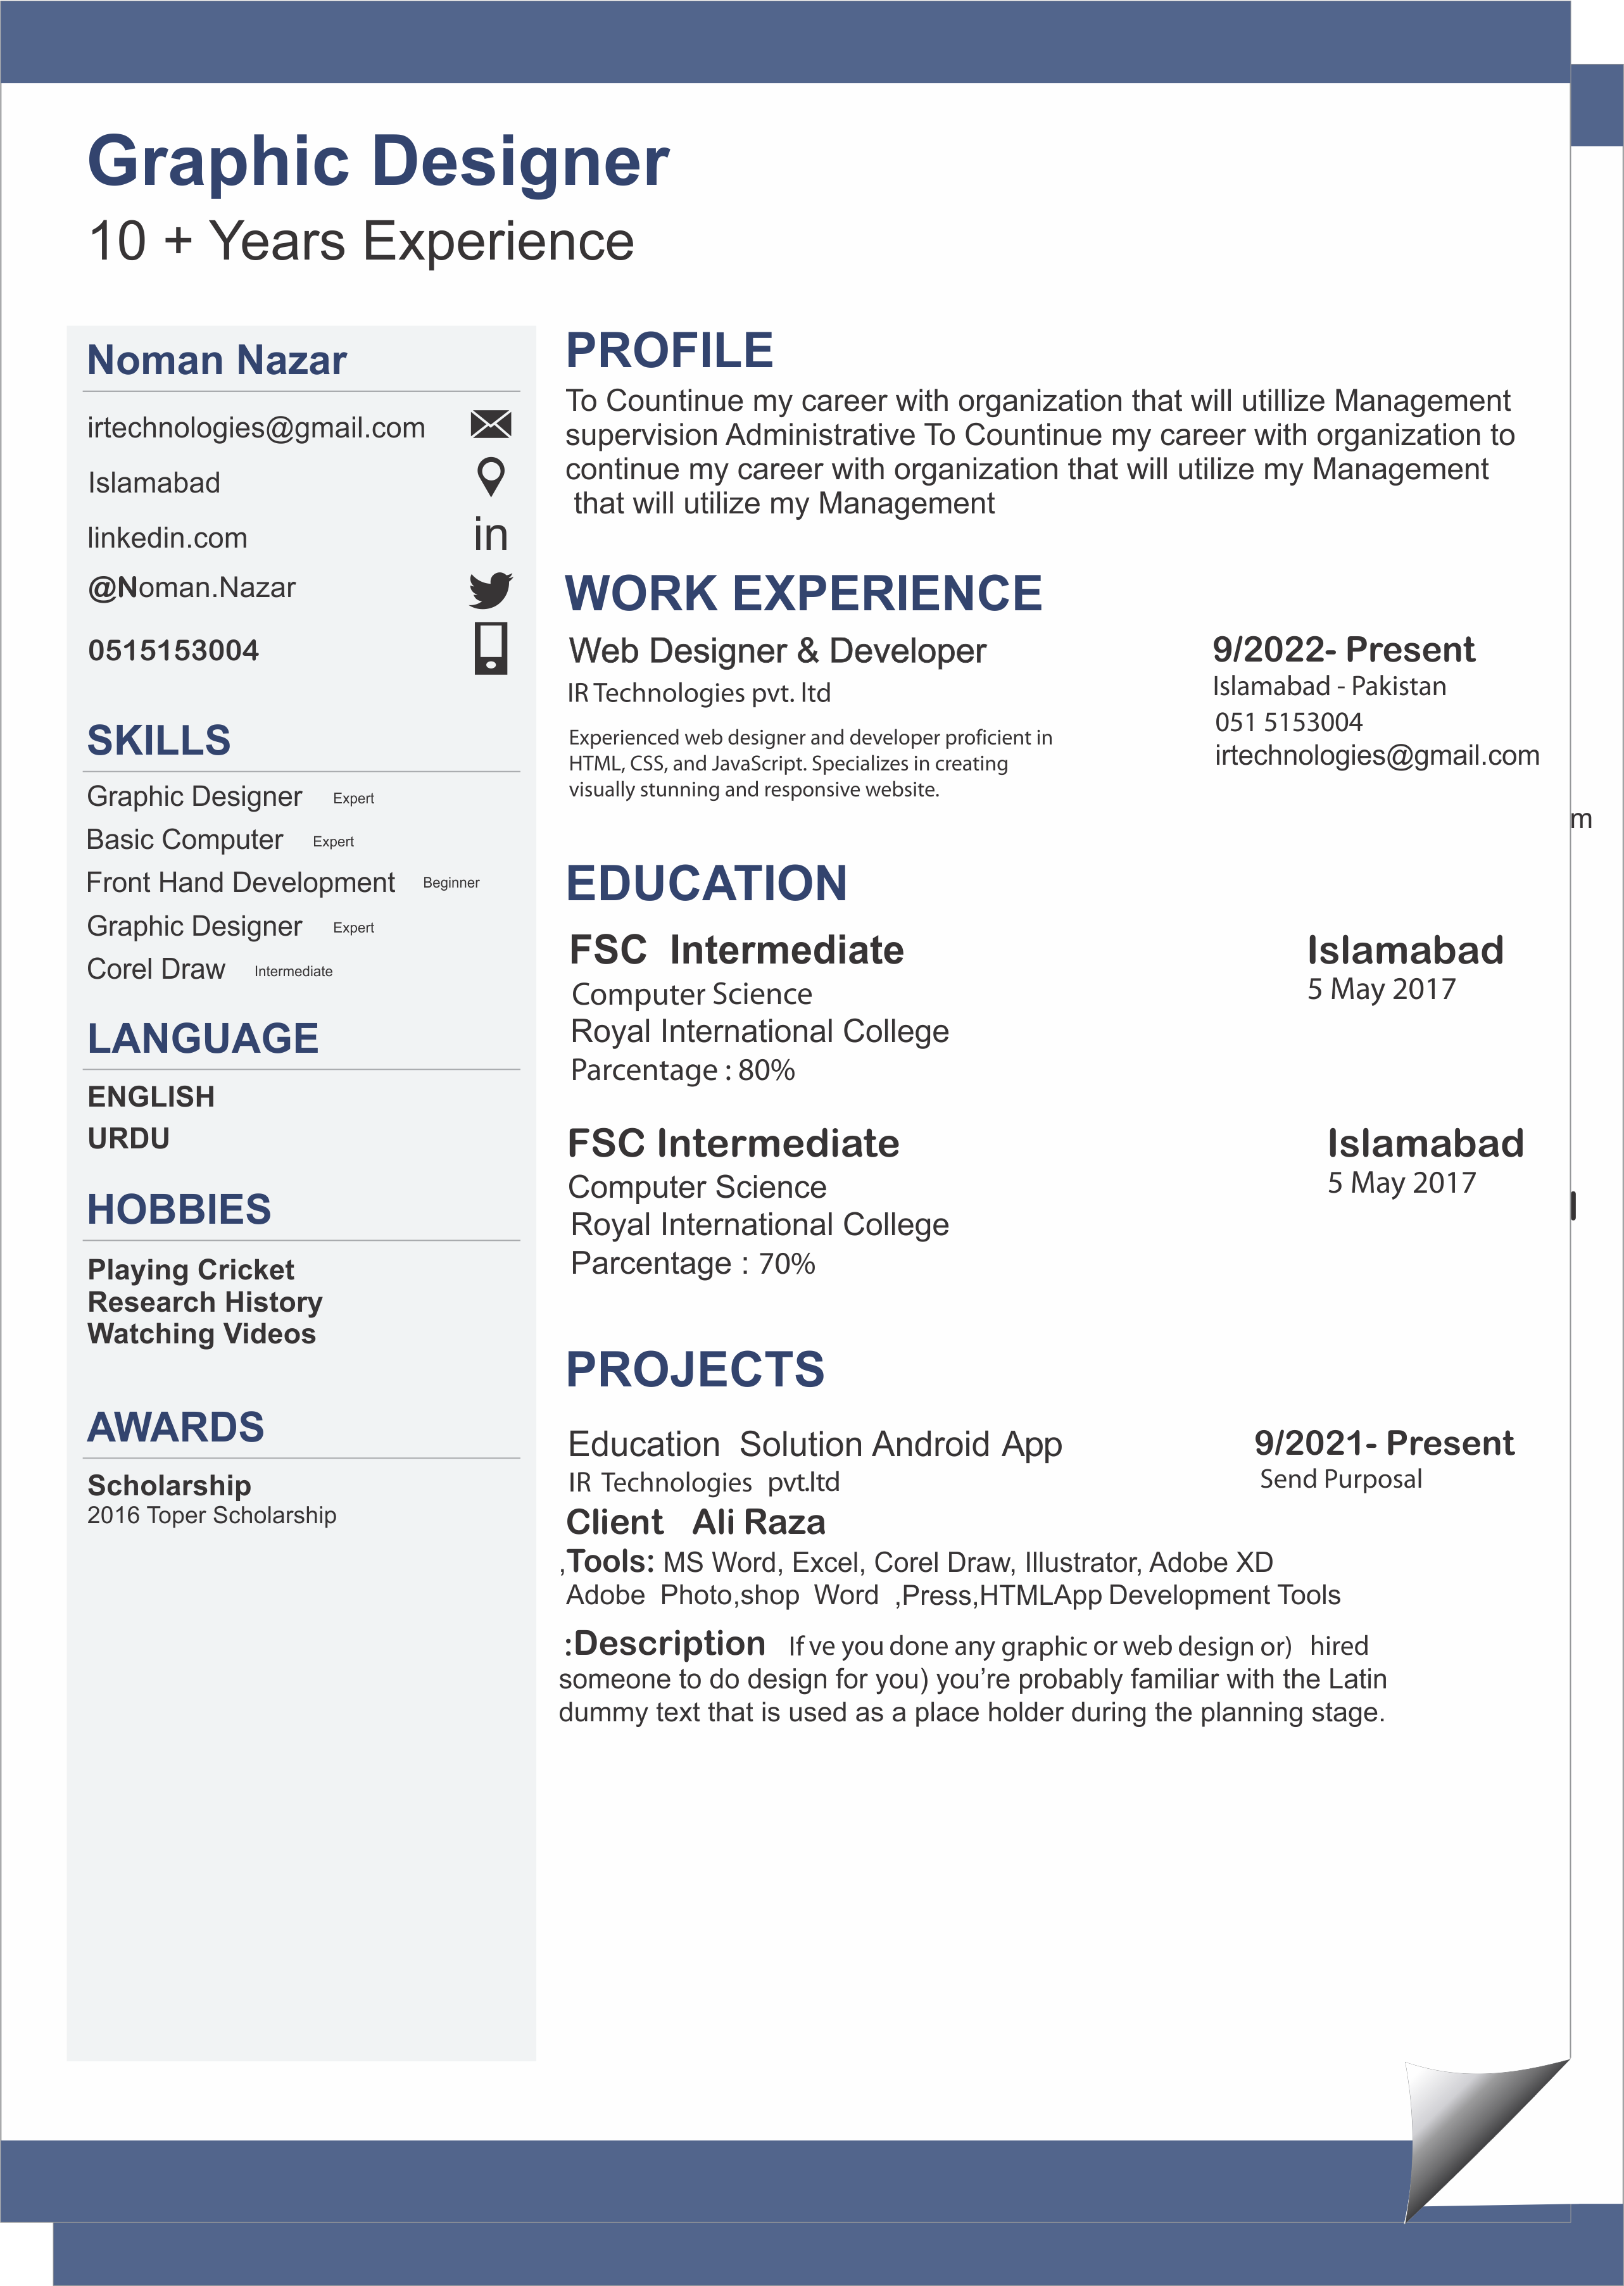 Graphic Designer
10 + Years Experience
Noman Nazar
irtechnologies@gmail.com
Islamabad
linkedin.com
in
@Noman.Nazar
0515153004
SKILLS
Graphic Designer Expert
Basic Computer Expert
Front Hand Development Beginner
Graphic Designer Expert
Corel Draw Intermediate
LANGUAGE
ENGLISH
URDU
HOBBIES
Playing Cricket
Research History
Watching Videos
AWARDS
Scholarship
2016 Toper Scholarship
PROFILE
To Countinue my career with organization that will utillize Management
supervision Administrative To Countinue my career with organization to
continue my career with organization that will utilize my Management
that will utilize my Management
WORK EXPERIENCE
Web Designer & Developer 9/2022- Present
IR Technologies pvt. ltd Islamabad - Pakistan
051 5153004
irtechnologies@gmail.com
Experienced web designer and developer proficient in
HTML, CSS, and JavaScript. Specializes in creating
visually stunning and responsive website.
m
EDUCATION
FSC Intermediate Islamabad
Computer Science 5 May 2017
Royal International College
Parcentage : 80%
FSC Intermediate Islamabad
Computer Science 5 May 2017
Royal International College
Parcentage : 70%
PROJECTS
Education Solution Android App 9/2021- Present
IR Technologies pvt.ltd Send Purposal
Client Ali Raza
,Tools: MS Word, Excel, Corel Draw, Illustrator, Adobe XD
Adobe Photo,shop Word ,Press,HTMLApp Development Tools
:Description If ve you done any graphic or web design or) hired
someone to do design for you) you’re probably familiar with the Latin
dummy text that is used as a place holder during the planning stage.